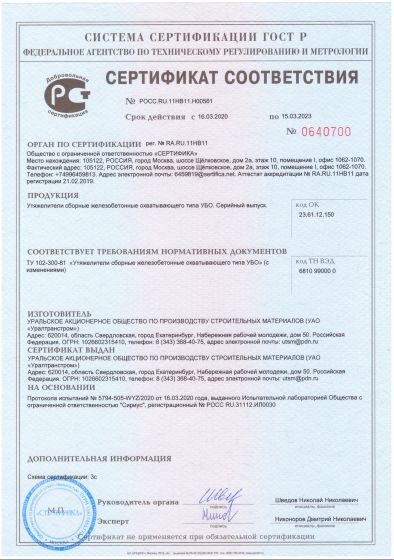 СИСТЕМА СЕРТИФИКАЦИИ ГОСТ Р
ФЕДЕРАЛЬНОЕ АГЕНТСТВО ПО ТЕХНИЧЕСКОМУ РЕГУЛИРОВАНИЮ И МЕТРОЛОГИИ
Добровольная
сертификация
СЕРТИФИКАТ СООТВЕТСТВИЯ
№ РОСС.RU.11НВ11.Н00561
Срок действия с 16.03.2020 по 15.03.2023
№ 0640700
ОРГАН ПО СЕРТИФИКАЦИИ рег. № RA.RU.11НВ11
Общество с ограниченной ответственностью «СЕРТИФИКА»
Место нахождения: 105122, РОССИЯ, город Москва, шоссе Щёлковское, дом 2а, этаж 10, помещение I, офис 1062-1070.
Фактический адрес: 105122, РОССИЯ, город Москва, шоссе Щёлковское, дом 2а, этаж 10, помещение I, офис 1062-1070.
Телефон: +74996459813. Адрес электронной почты: 6459819@sertifica.net. Аттестат аккредитации № RA.RU.11НВ11 дата
регистрации 21.02.2019.
ПРОДУКЦИЯ
Утяжелители сборные железобетонные охватывающего типа УБО. Серийный выпуск.
код ОК
23.61.12.150
СООТВЕТСТВУЕТ ТРЕБОВАНИЯМ НОРМАТИВНЫХ ДОКУМЕНТОВ
ТУ 102-300-81 «Утяжелители сборные железобетонные охватывающего типа УБО» (с
изменениями)
код ТН ВЭД
6810 99000 0
ИЗГОТОВИТЕЛЬ
УРАЛЬСКОЕ АКЦИОНЕРНОЕ ОБЩЕСТВО ПО ПРОИЗВОДСТВУ СТРОИТЕЛЬНЫХ МАТЕРИАЛОВ (УАО
«Уралтрансстром»)
Адрес: 620014, область Свердловская, город Екатеринбург, Набережная рабочей молодежи, дом 50. Российская
Федерация. ОГРН: 1026602315410, телефон: 8 (343) 368-40-75, адрес электронной почты: utsm@pdn.ru
СЕРТИФИКАТ ВЫДАН
УРАЛЬСКОЕ АКЦИОНЕРНОЕ ОБЩЕСТВО ПО ПРОИЗВОДСТВУ СТРОИТЕЛЬНЫХ МАТЕРИАЛОВ (УАО
«Уралтрансстром»)
Адрес: 620014, область Свердловская, город Екатеринбург, Набережная рабочей молодежи, дом 50. Российская
Федерация. ОГРН: 1026602315410, телефон: 8 (343) 368-40-75, адрес электронной почты: utsm@pdn.ru
НА ОСНОВАНИИ
Протокола испытаний № 5794-505-WYZ/2020 от 16.03.2020 года, выданного Испытательной лабораторией Общества с
ограниченной ответственностью "Сириус", регистрационный № РОСС RU.31112.ИЛ0030
ДОПОЛНИТЕЛЬНАЯ ИНФОРМАЦИЯ
Схема сертификации: 3с
Руководитель органа
подпись
Шведов Николай Николаевич
инициалы, фамилия
М.П.
«СЕРТИФИКА»
Эксперт
подпись
Никоноров Дмитрий Николаевич
инициалы, фамилия
Сертификат не применяется при обязательной сертификации